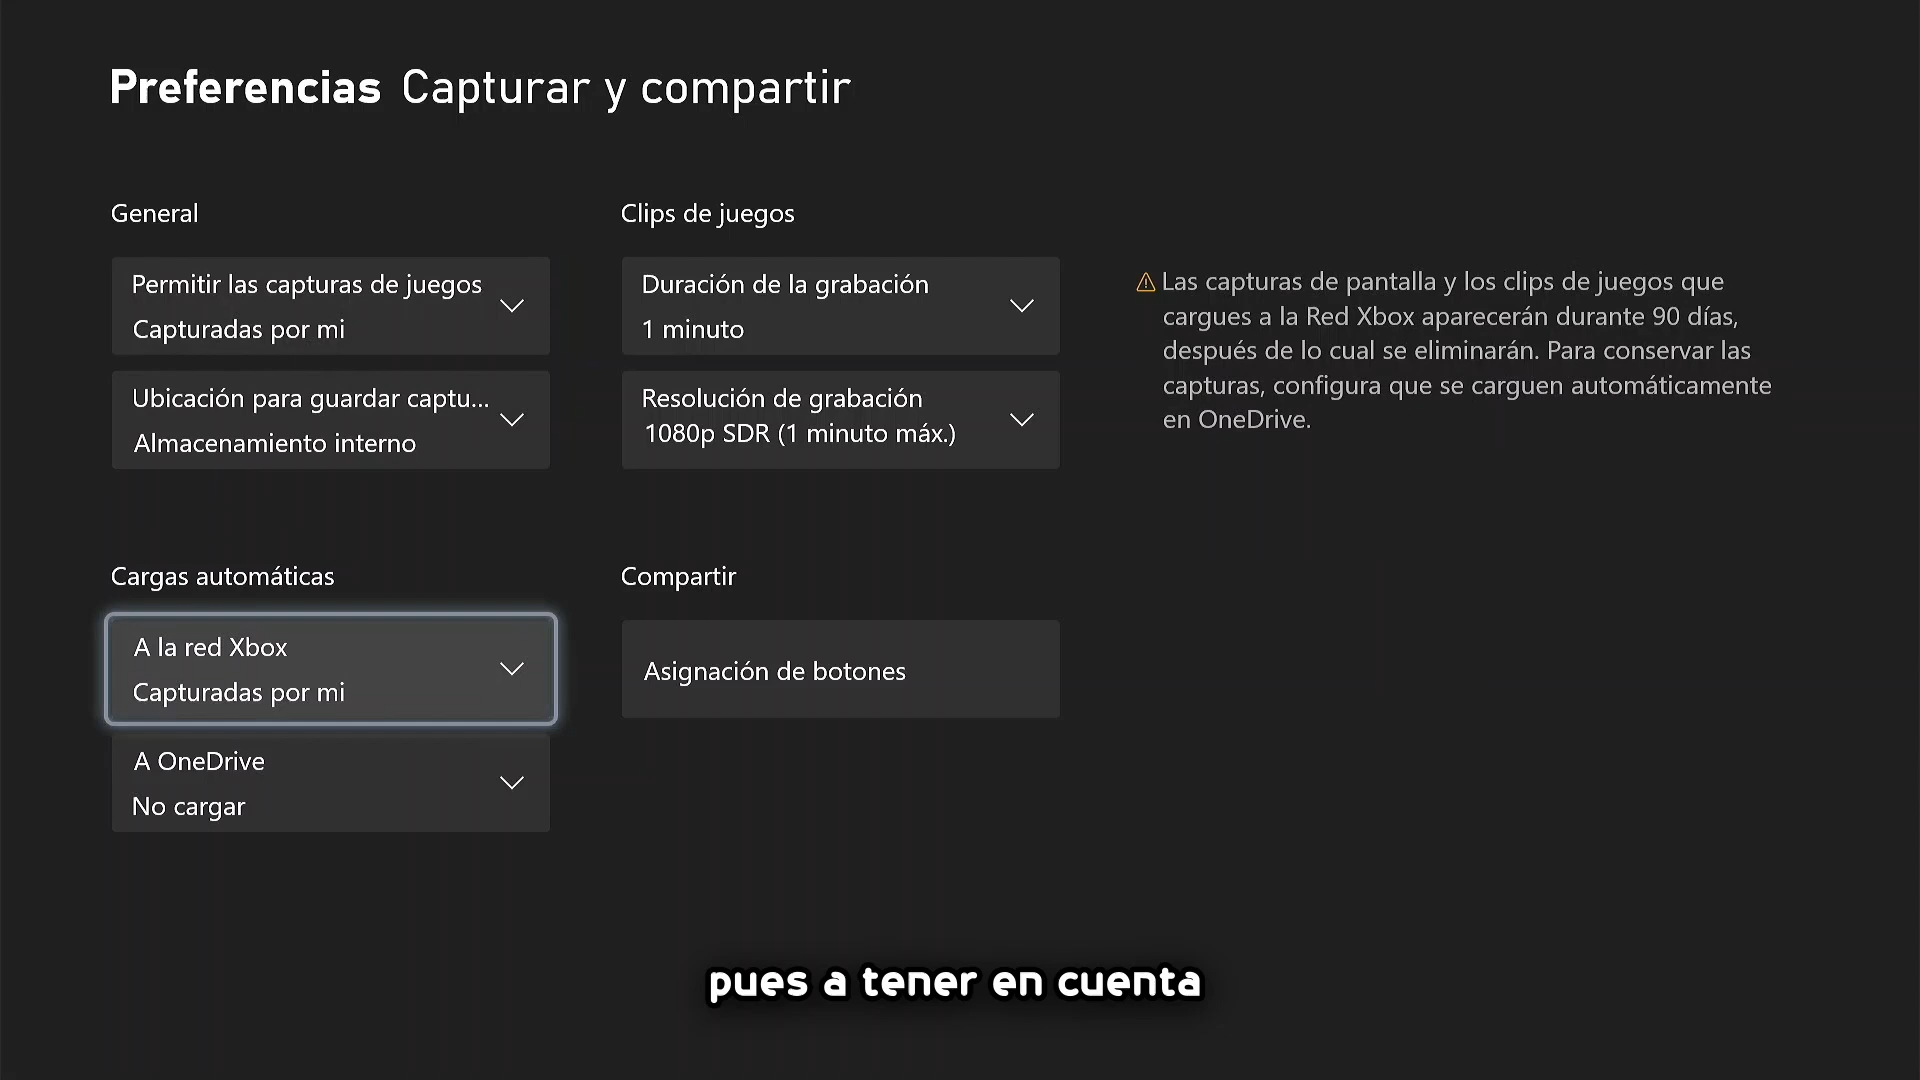 Preferencias Capturar y compartir
General
Permitir las capturas de juegos
Capturadas por mi
Ubicación para guardar captu...
Almacenamiento interno
Clips de juegos
Duración de la grabación
1 minuto
Resolución de grabación
1080p SDR (1 minuto máx.)
Las capturas de pantalla y los clips de juegos que
cargues a la Red Xbox aparecerán durante 90 días,
después de lo cual se eliminarán. Para conservar las
capturas, configura que se carguen automáticamente
en OneDrive.
Cargas automáticas
A la red Xbox
Capturadas por mi
A OneDrive
No cargar
Compartir
Asignación de botones
pues a tener en cuenta